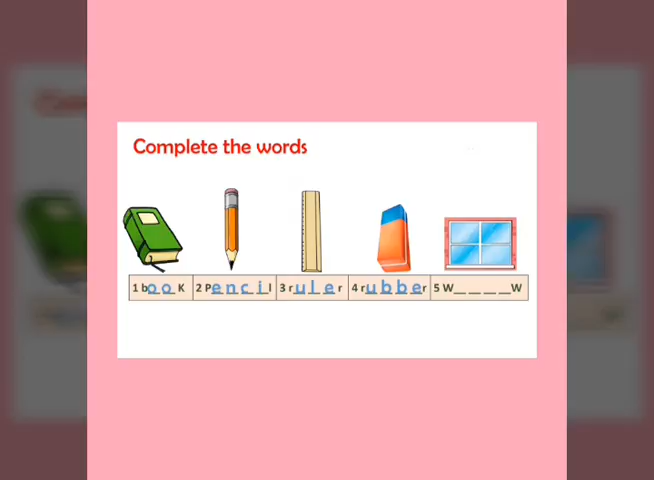 Complete the words
1 book 2 Pencil 3 ruler 4 rubber 5 W_ _ _ _W